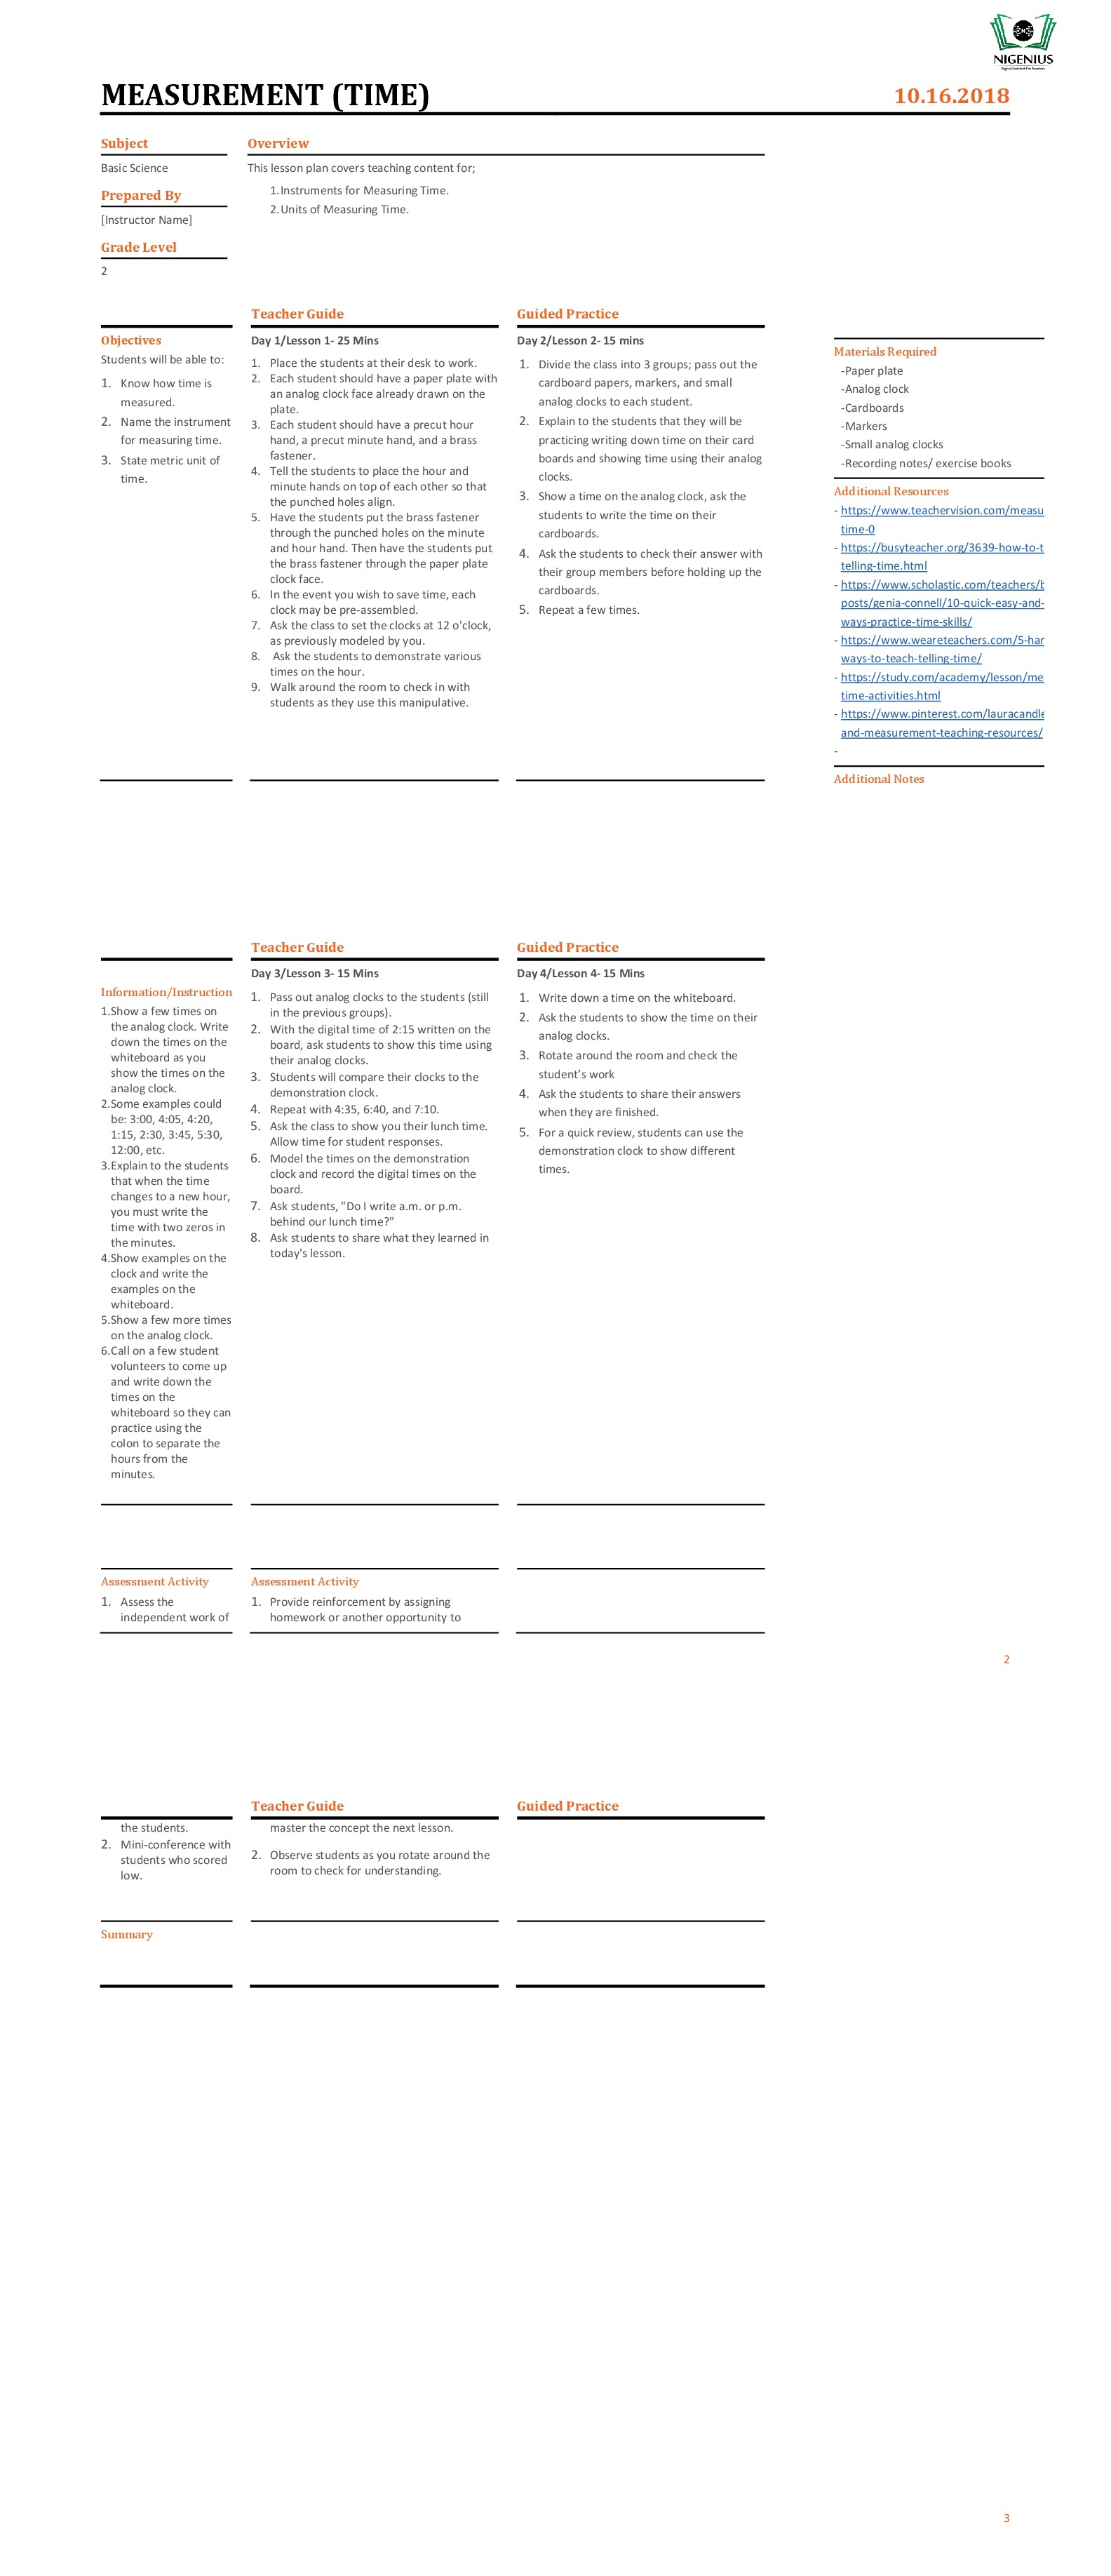 NIGENIUS
Digital Assistant For Teachers
MEASUREMENT (TIME)
10.16.2018
Subject
Basic Science
Prepared By
[Instructor Name]
Grade Level
2
Overview
This lesson plan covers teaching content for;
1.Instruments for Measuring Time.
2.Units of Measuring Time.
Objectives
Students will be able to:
1. Know how time is
measured.
2. Name the instrument
for measuring time.
3. State metric unit of
time.
Teacher Guide
Day 1/Lesson 1- 25 Mins
1. Place the students at their desk to work.
2. Each student should have a paper plate with
an analog clock face already drawn on the
plate.
3. Each student should have a precut hour
hand, a precut minute hand, and a brass
fastener.
4. Tell the students to place the hour and
minute hands on top of each other so that
the punched holes align.
5. Have the students put the brass fastener
through the punched holes on the minute
and hour hand. Then have the students put
the brass fastener through the paper plate
clock face.
6. In the event you wish to save time, each
clock may be pre-assembled.
7. Ask the class to set the clocks at 12 o'clock,
as previously modeled by you.
8. Ask the students to demonstrate various
times on the hour.
9. Walk around the room to check in with
students as they use this manipulative.
Guided Practice
Day 2/Lesson 2- 15 mins
1. Divide the class into 3 groups; pass out the
cardboard papers, markers, and small
analog clocks to each student.
2. Explain to the students that they will be
practicing writing down time on their card
boards and showing time using their analog
clocks.
3. Show a time on the analog clock, ask the
students to write the time on their
cardboards.
4. Ask the students to check their answer with
their group members before holding up the
cardboards.
5. Repeat a few times.
Materials Required
-Paper plate
-Analog clock
-Cardboards
-Markers
-Small analog clocks
-Recording notes/ exercise books
Additional Resources
- https://www.teachervision.com/measu
time-0
- https://busyteacher.org/3639-how-to-t
telling-time.html
- https://www.scholastic.com/teachers/b
posts/genia-connell/10-quick-easy-and-
ways-practice-time-skills/
- https://www.weareteachers.com/5-har
ways-to-teach-telling-time/
- https://study.com/academy/lesson/me
time-activities.html
- https://www.pinterest.com/lauracandle
and-measurement-teaching-resources/
-
Additional Notes
Information/Instruction
1.Show a few times on
the analog clock. Write
down the times on the
whiteboard as you
show the times on the
analog clock.
2.Some examples could
be: 3:00, 4:05, 4:20,
1:15, 2:30, 3:45, 5:30,
12:00, etc.
3.Explain to the students
that when the time
changes to a new hour,
you must write the
time with two zeros in
the minutes.
4.Show examples on the
clock and write the
examples on the
whiteboard.
5.Show a few more times
on the analog clock.
6.Call on a few student
volunteers to come up
and write down the
times on the
whiteboard so they can
practice using the
colon to separate the
hours from the
minutes.
Teacher Guide
Day 3/Lesson 3- 15 Mins
1. Pass out analog clocks to the students (still
in the previous groups).
2. With the digital time of 2:15 written on the
board, ask students to show this time using
their analog clocks.
3. Students will compare their clocks to the
demonstration clock.
4. Repeat with 4:35, 6:40, and 7:10.
5. Ask the class to show you their lunch time.
Allow time for student responses.
6. Model the times on the demonstration
clock and record the digital times on the
board.
7. Ask students, "Do I write a.m. or p.m.
behind our lunch time?"
8. Ask students to share what they learned in
today's lesson.
Guided Practice
Day 4/Lesson 4- 15 Mins
1. Write down a time on the whiteboard.
2. Ask the students to show the time on their
analog clocks.
3. Rotate around the room and check the
student’s work
4. Ask the students to share their answers
when they are finished.
5. For a quick review, students can use the
demonstration clock to show different
times.
Assessment Activity
1. Assess the
independent work of
Assessment Activity
1. Provide reinforcement by assigning
homework or another opportunity to
2
Teacher Guide
Guided Practice
the students.
2. Mini-conference with
students who scored
low.
master the concept the next lesson.
2. Observe students as you rotate around the
room to check for understanding.
Summary
3